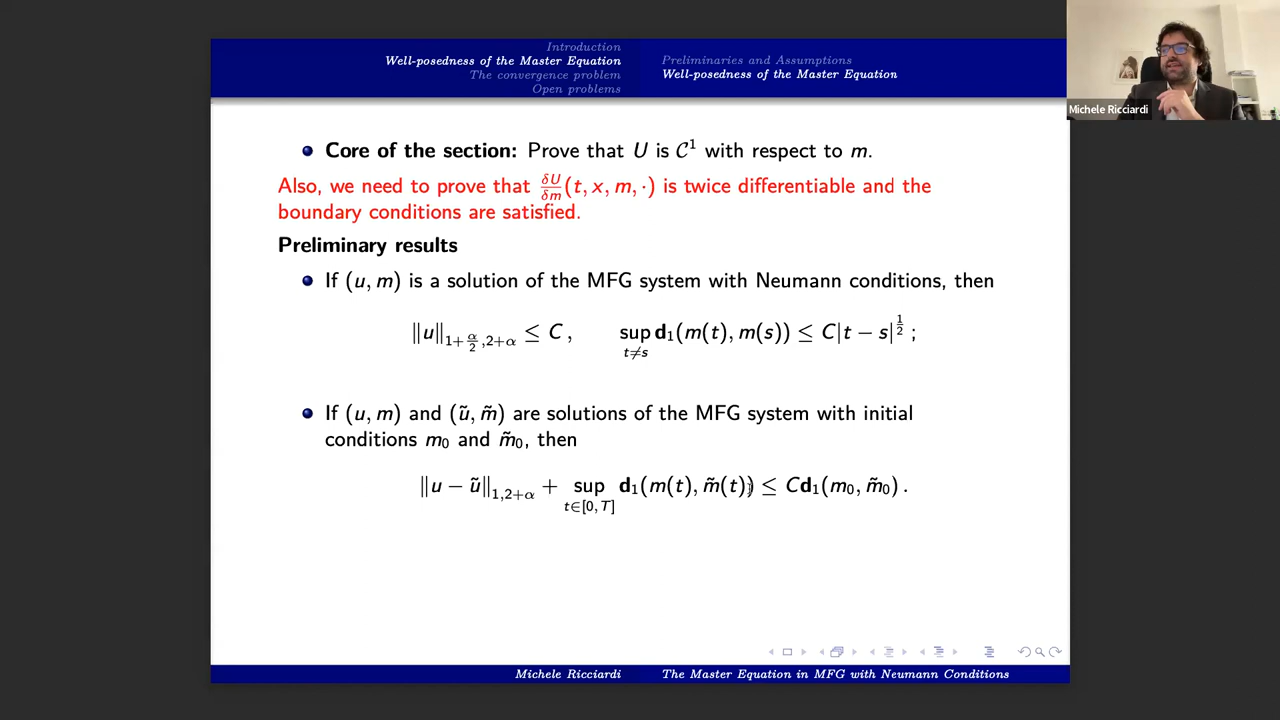 Introduction
Well-posedness of the Master Equation
The convergence problem
Open problems
Preliminaries and Assumptions
Well-posedness of the Master Equation
Michele Ricciardi
Core of the section: Prove that U is C¹ with respect to m.
Also, we need to prove that δU/δm (t, x, m, ·) is twice differentiable and the
boundary conditions are satisfied.
Preliminary results
If (u, m) is a solution of the MFG system with Neumann conditions, then
‖u‖_{1+α/2,2+α} ≤ C , sup_{t≠s} d₁(m(t), m(s)) ≤ C|t − s|^{1/2} ;
If (u, m) and (ũ, m̃) are solutions of the MFG system with initial
conditions m₀ and m̃₀, then
‖u − ũ‖_{1,2+α} + sup_{t∈[0,T]} d₁(m(t), m̃(t)) ≤ Cd₁(m₀, m̃₀) .
Michele Ricciardi
The Master Equation in MFG with Neumann Conditions